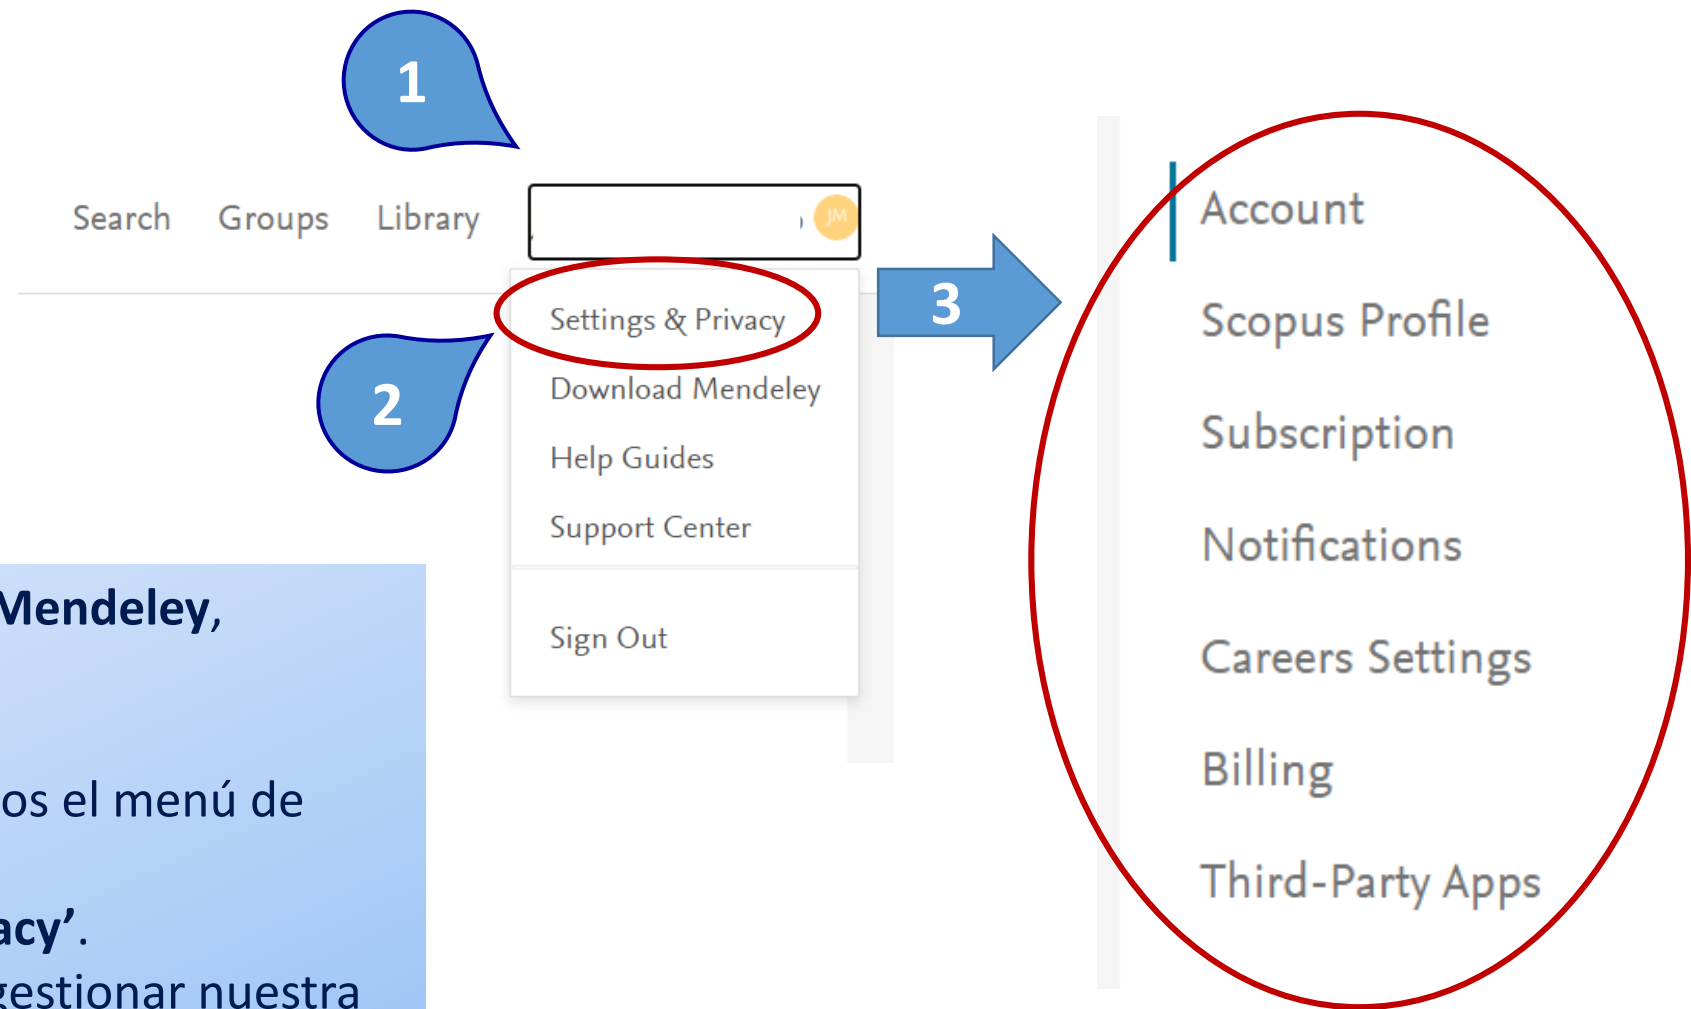 1
Search Groups Library JM
Settings & Privacy
Download Mendeley
Help Guides
Support Center
Sign Out
2
3
Account
Scopus Profile
Subscription
Notifications
Careers Settings
Billing
Third-Party Apps
Mendeley,
os el menú de
acy’.
gestionar nuestra